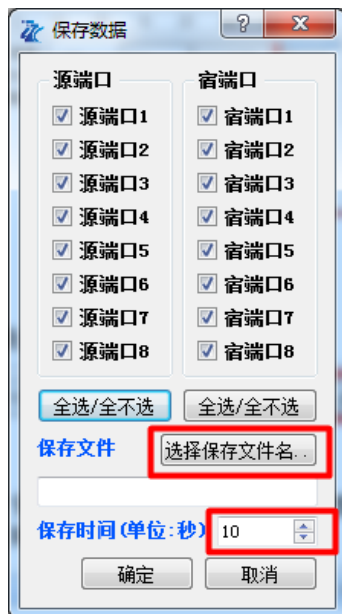 保存数据
源端口 宿端口
源端口1 宿端口1
源端口2 宿端口2
源端口3 宿端口3
源端口4 宿端口4
源端口5 宿端口5
源端口6 宿端口6
源端口7 宿端口7
源端口8 宿端口8
全选/全不选 全选/全不选
保存文件 选择保存文件名..
保存时间(单位:秒) 10
确定 取消